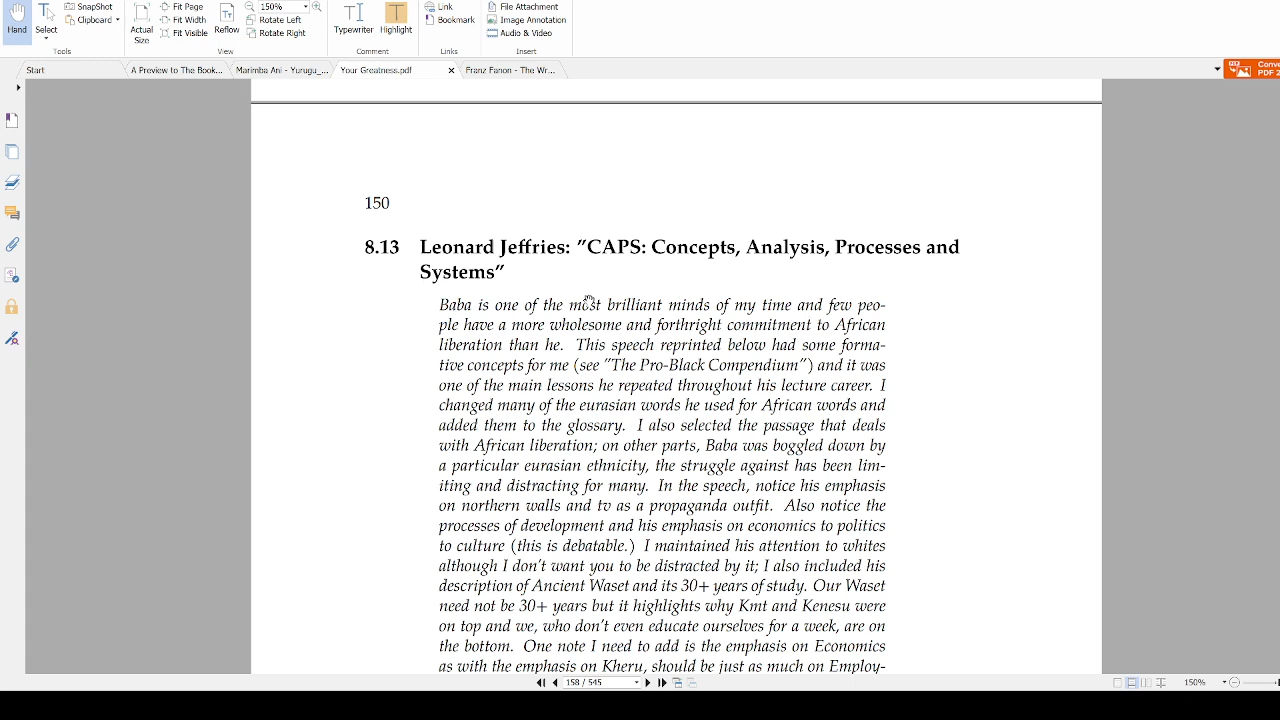 SnapShot
Clipboard
Hand
Select
Tools
Actual
Size
Fit Page
Fit Width
Fit Visible
Reflow
150%
Rotate Left
Rotate Right
View
Typewriter
Highlight
Comment
Link
Bookmark
Links
File Attachment
Image Annotation
Audio & Video
Insert
Start
A Preview to The Book...
Marimba Ani - Yurugu_...
Your Greatness.pdf
Franz Fanon - The Wr...
Conve
PDF 2
150
8.13 Leonard Jeffries: ”CAPS: Concepts, Analysis, Processes and
Systems”
Baba is one of the most brilliant minds of my time and few peo-
ple have a more wholesome and forthright commitment to African
liberation than he. This speech reprinted below had some forma-
tive concepts for me (see ”The Pro-Black Compendium”) and it was
one of the main lessons he repeated throughout his lecture career. I
changed many of the eurasian words he used for African words and
added them to the glossary. I also selected the passage that deals
with African liberation; on other parts, Baba was boggled down by
a particular eurasian ethnicity, the struggle against has been lim-
iting and distracting for many. In the speech, notice his emphasis
on northern walls and tv as a propaganda outfit. Also notice the
processes of development and his emphasis on economics to politics
to culture (this is debatable.) I maintained his attention to whites
although I don't want you to be distracted by it; I also included his
description of Ancient Waset and its 30+ years of study. Our Waset
need not be 30+ years but it highlights why Kmt and Kenesu were
on top and we, who don't even educate ourselves for a week, are on
the bottom. One note I need to add is the emphasis on Economics
as with the emphasis on Kheru, should be just as much on Employ-
158 / 545
150%